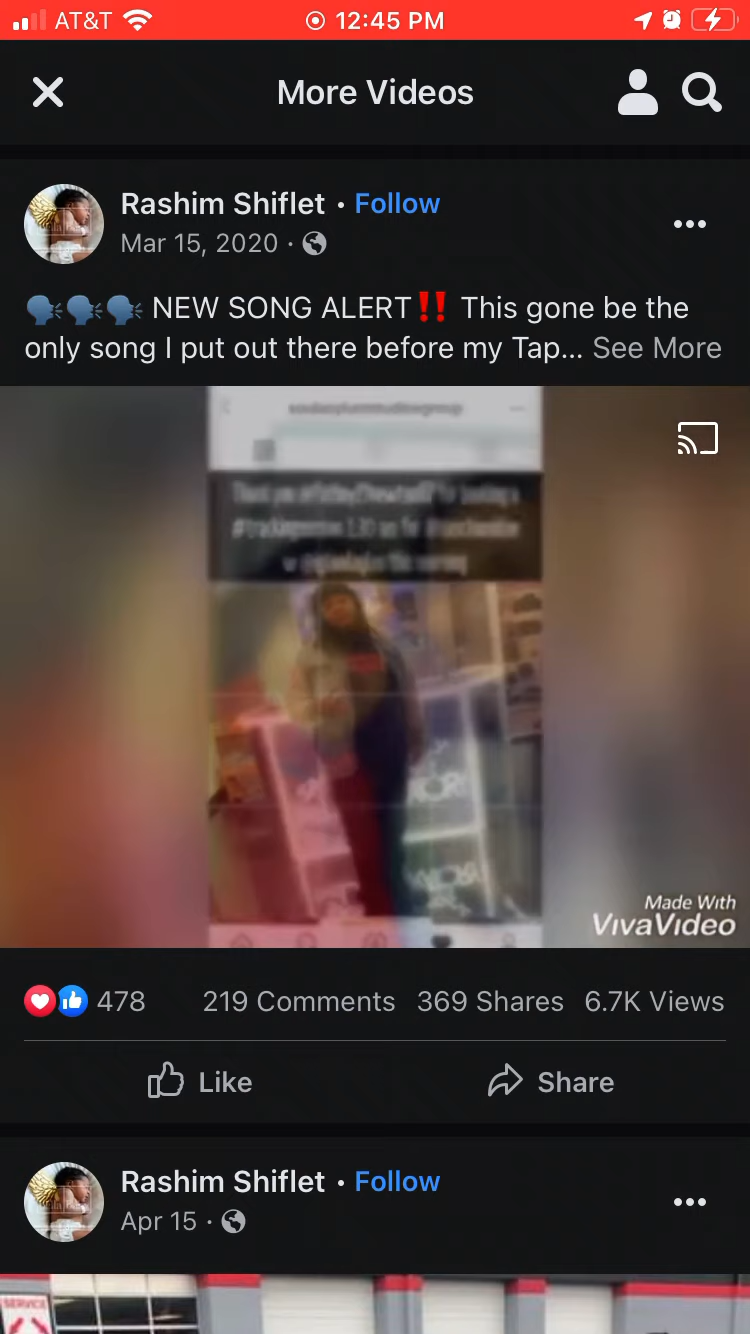 AT&T 12:45 PM
More Videos
Rashim Shiflet • Follow
Mar 15, 2020 ·
🗣🗣🗣 NEW SONG ALERT‼️ This gone be the
only song I put out there before my Tap... See More
Made With
VivaVideo
478 219 Comments 369 Shares 6.7K Views
Like Share
Rashim Shiflet • Follow
Apr 15 ·
SERVICE